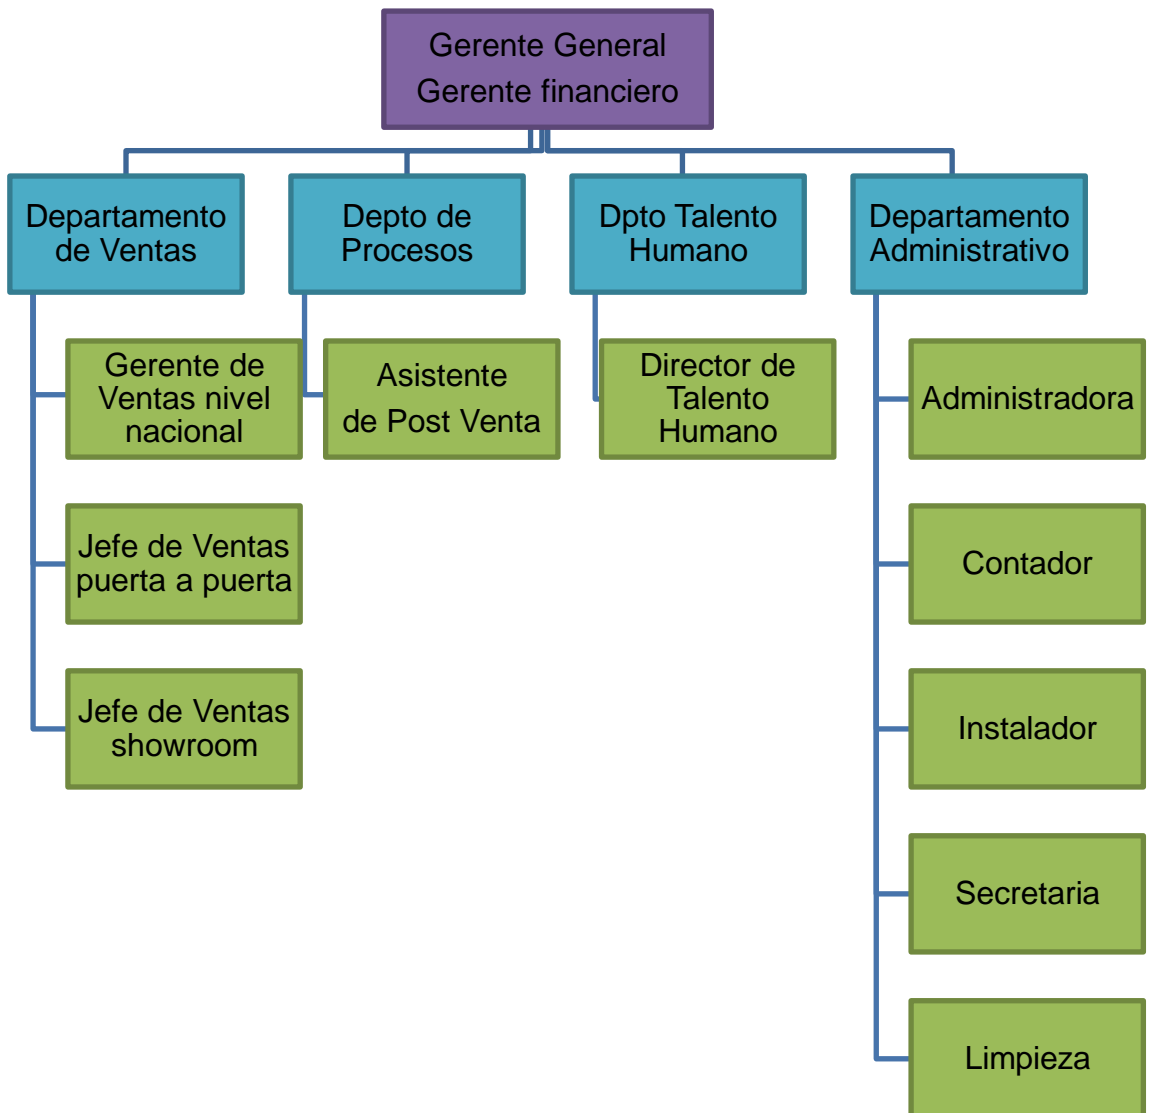 Gerente General
Gerente financiero
Departamento
de Ventas
Depto de
Procesos
Dpto Talento
Humano
Departamento
Administrativo
Gerente de
Ventas nivel
nacional
Asistente
de Post Venta
Director de
Talento
Humano
Administradora
Jefe de Ventas
puerta a puerta
Contador
Jefe de Ventas
showroom
Instalador
Secretaria
Limpieza